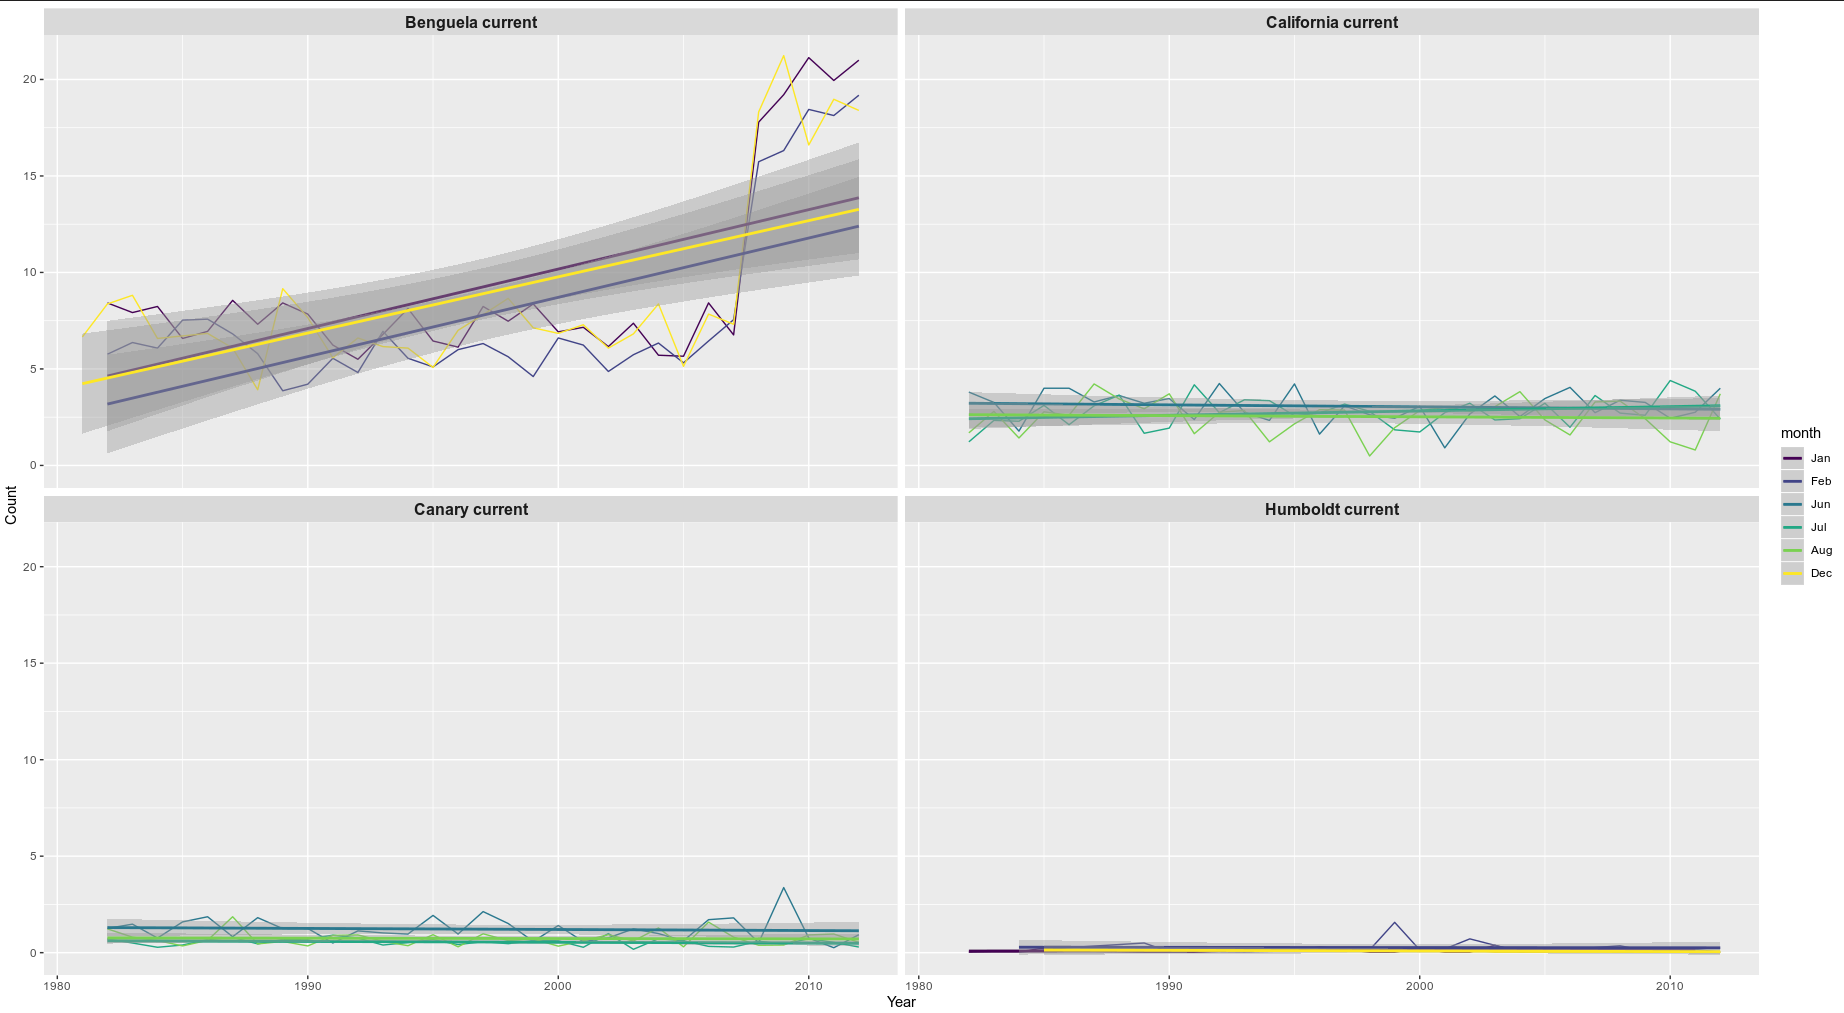 Benguela current
California current
20
15
10
5
0
Canary current
Humboldt current
20
15
10
5
0
1980
1990
2000
2010
1980
1990
2000
2010
Year
Count
month
Jan
Feb
Jun
Jul
Aug
Dec